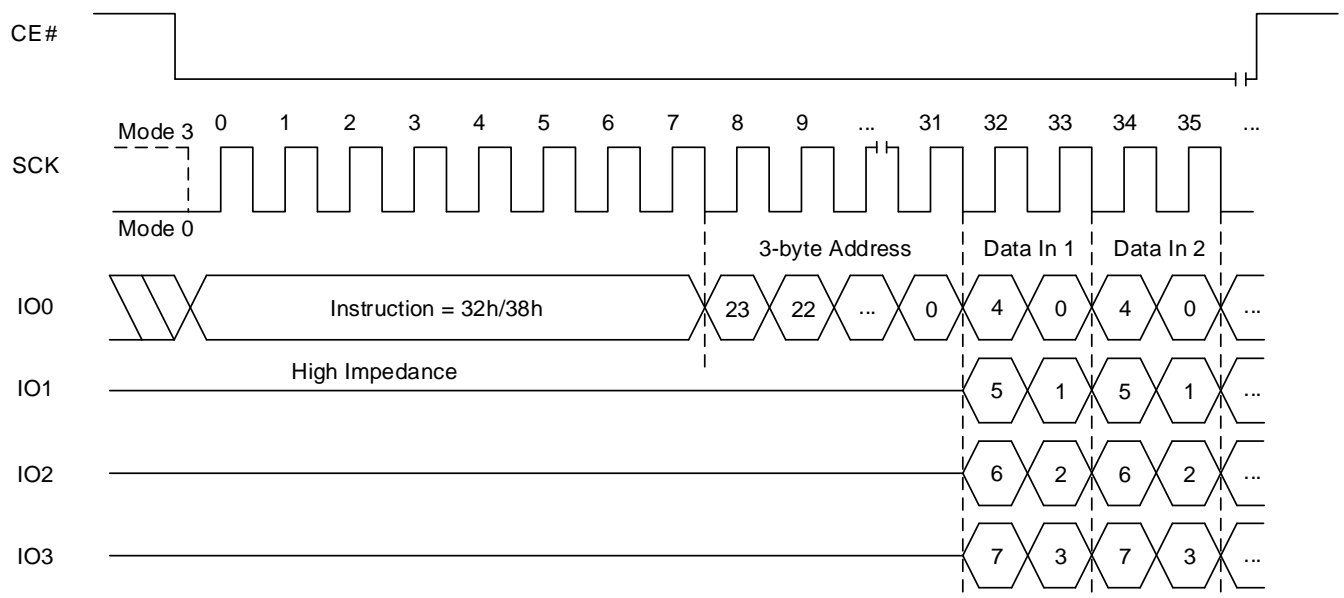 CE#
Mode 3 0 1 2 3 4 5 6 7 8 9 ... 31 32 33 34 35 ...
SCK
Mode 0
3-byte Address Data In 1 Data In 2
IO0 Instruction = 32h/38h 23 22 ... 0 4 0 4 0 ...
High Impedance
IO1 5 1 5 1 ...
IO2 6 2 6 2 ...
IO3 7 3 7 3 ...